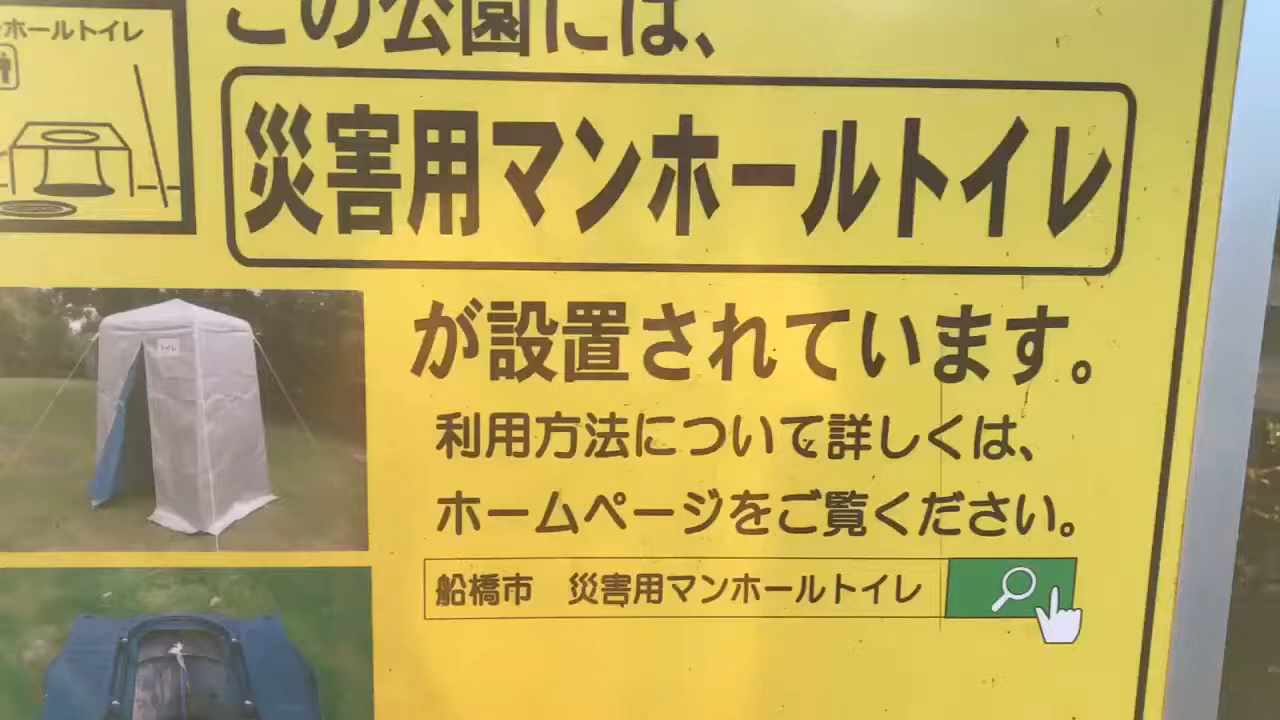 ホールトイレ
この公園には、
災害用マンホールトイレ
が設置されています。
トイレ
利用方法について詳しくは、
ホームページをご覧ください。
船橋市 災害用マンホールトイレ